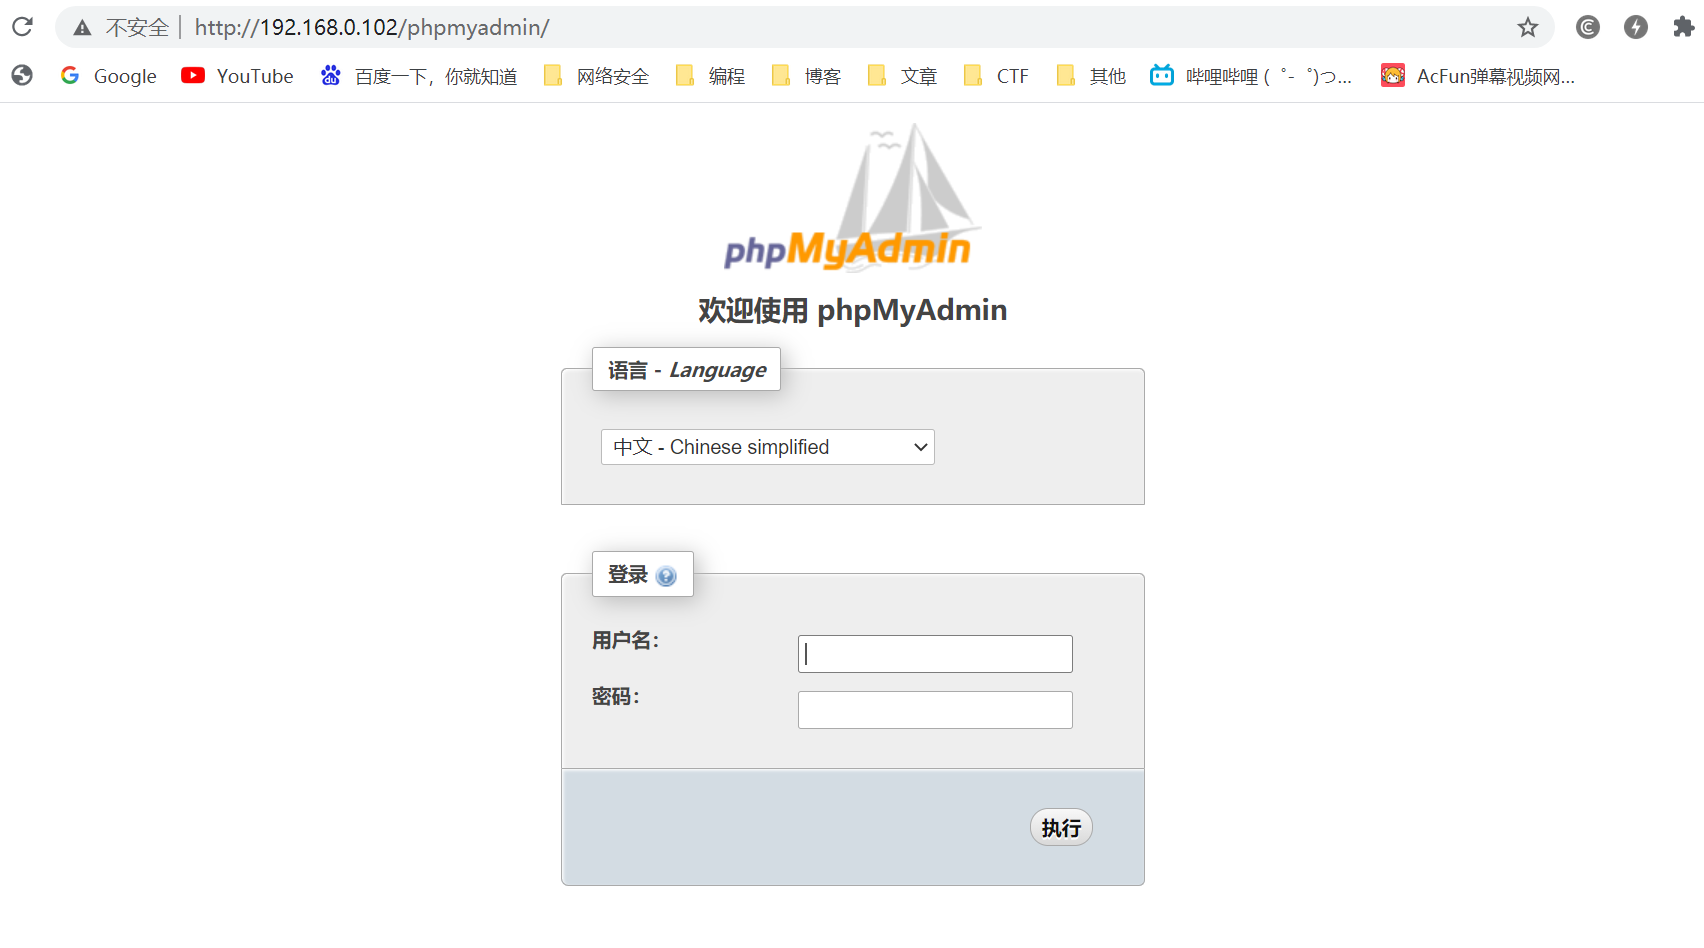 不安全 | http://192.168.0.102/phpmyadmin/
Google YouTube 百度一下，你就知道 网络安全 编程 博客 文章 CTF 其他 哔哩哔哩 ( ゜- ゜)つ... AcFun弹幕视频网...
phpMyAdmin
欢迎使用 phpMyAdmin
语言 - Language
中文 - Chinese simplified
登录
用户名：
密码：
执行